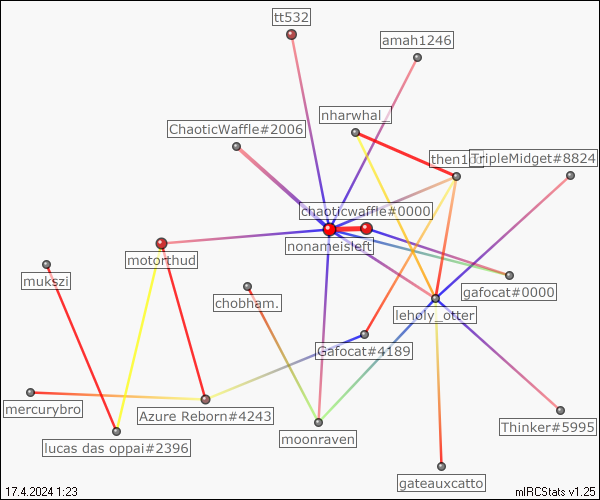 tt532
amah1246
nharwhal_
ChaoticWaffle#2006
TripleMidget#8824
chaoticwaffle#0000
nonameisleft
motorthud
mukszi
chobham.
gafocat#0000
leholy_otter
Gafocat#4189
mercurybro
Azure Reborn#4243
lucas das oppai#2396
moonraven
Thinker#5995
gateauxcatto
17.4.2024 1:23
mIRCStats v1.25